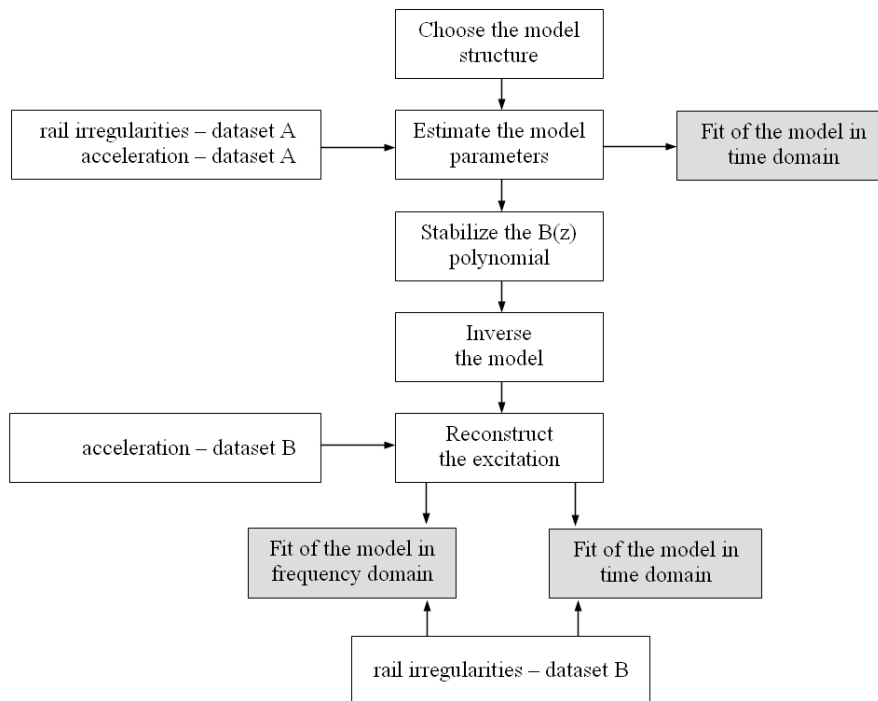 Choose the model
structure
rail irregularities – dataset A
acceleration – dataset A
Estimate the model
parameters
Fit of the model in
time domain
Stabilize the B(z)
polynomial
Inverse
the model
acceleration – dataset B
Reconstruct
the excitation
Fit of the model in
frequency domain
Fit of the model in
time domain
rail irregularities – dataset B